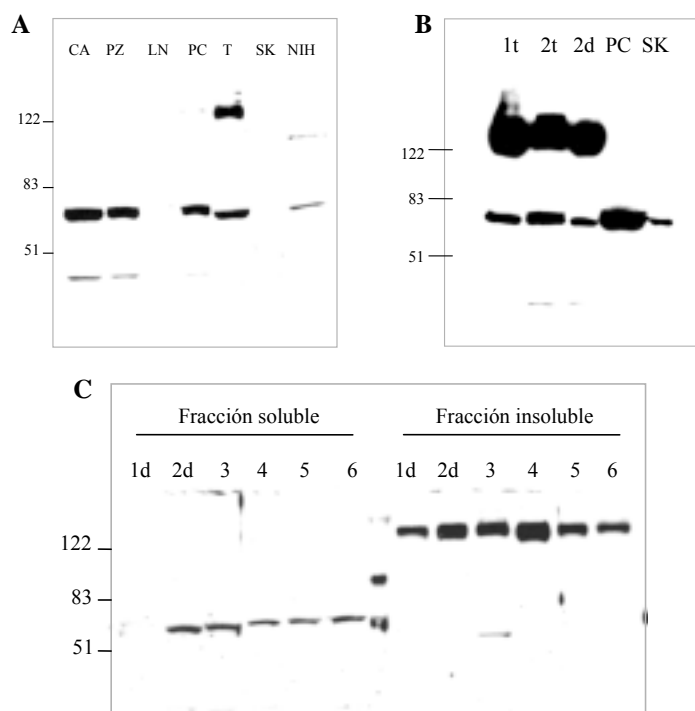 A
CA PZ LN PC T SK NIH
122
83
51
B
1t 2t 2d PC SK
122
83
51
C
Fracción soluble Fracción insoluble
1d 2d 3 4 5 6 1d 2d 3 4 5 6
122
83
51